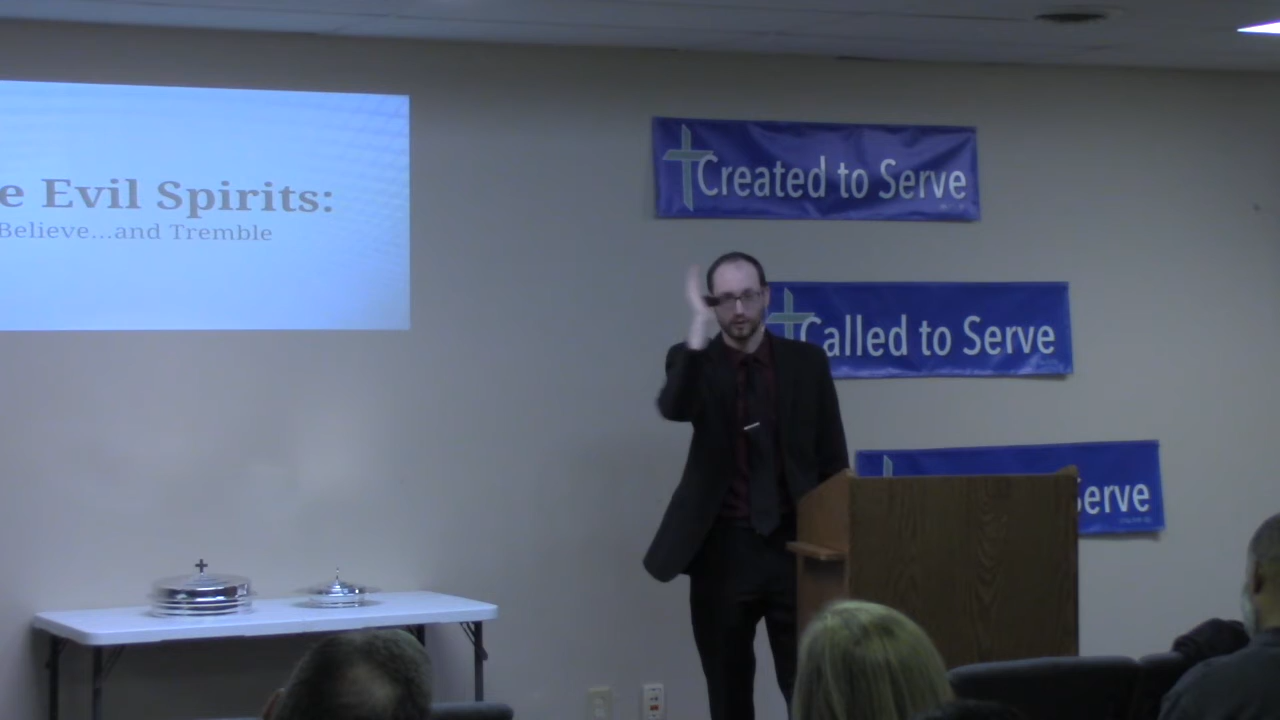 e Evil Spirits:
Believe...and Tremble
Created to Serve
Called to Serve
Serve